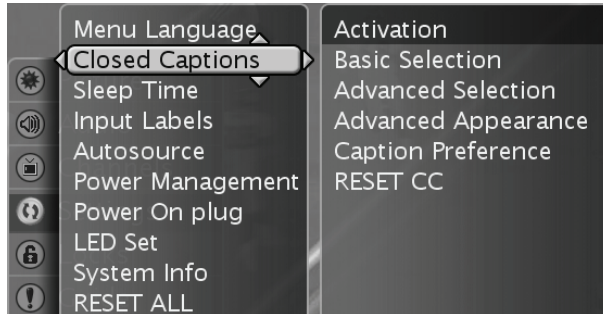 Menu Language
Closed Captions
Sleep Time
Input Labels
Autosource
Power Management
Power On plug
LED Set
System Info
RESET ALL
Activation
Basic Selection
Advanced Selection
Advanced Appearance
Caption Preference
RESET CC